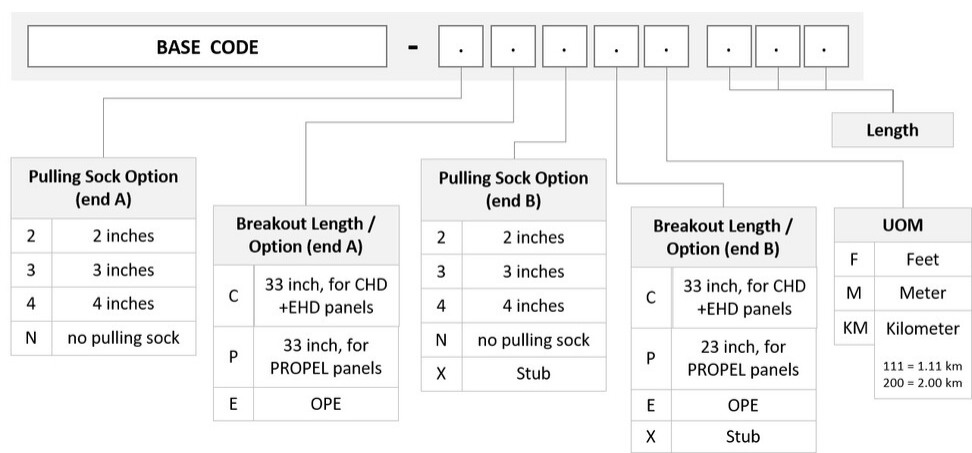 BASE CODE - . . . . . . . .
Length
Pulling Sock Option
(end A)
2 2 inches
3 3 inches
4 4 inches
N no pulling sock
Breakout Length /
Option (end A)
C 33 inch, for CHD
+EHD panels
P 33 inch, for
PROPEL panels
E OPE
Pulling Sock Option
(end B)
2 2 inches
3 3 inches
4 4 inches
N no pulling sock
X Stub
Breakout Length /
Option (end B)
C 33 inch, for CHD
+EHD panels
P 23 inch, for
PROPEL panels
E OPE
X Stub
UOM
F Feet
M Meter
KM Kilometer
111 = 1.11 km
200 = 2.00 km